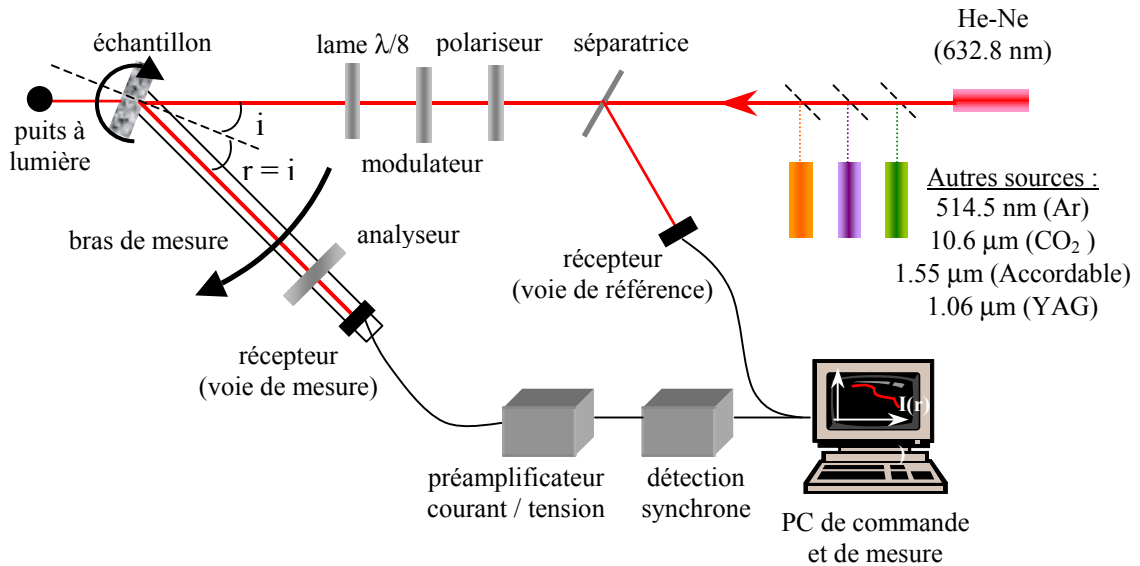 He-Ne
(632.8 nm)
échantillon
lame λ/8
polariseur
séparatrice
puits à
lumière
i
r = i
modulateur
bras de mesure
analyseur
récepteur
(voie de référence)
Autres sources :
514.5 nm (Ar)
10.6 µm (CO₂ )
1.55 µm (Accordable)
1.06 µm (YAG)
récepteur
(voie de mesure)
I(r)
)
préamplificateur
courant / tension
détection
synchrone
PC de commande
et de mesure